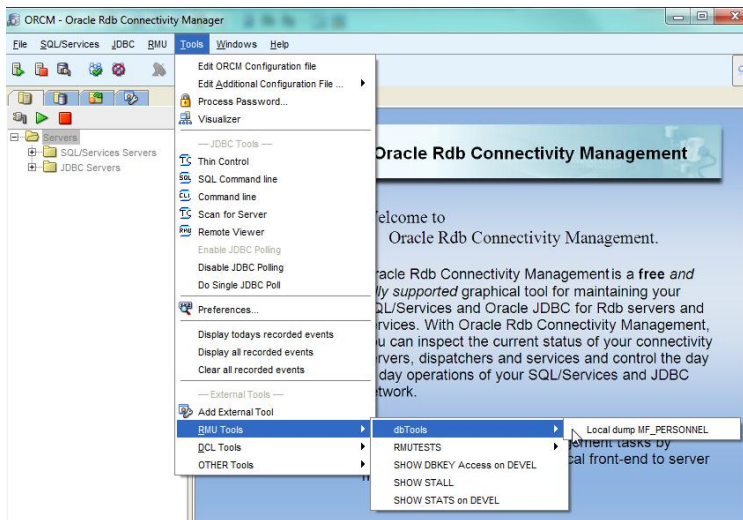 ORCM - Oracle Rdb Connectivity Manager
File SQL/Services JDBC RMU Tools Windows Help
Edit ORCM Configuration file
Edit Additional Configuration File ...
Process Password...
Visualizer
JDBC Tools
Thin Control
SQL Command line
Command line
Scan for Server
Remote Viewer
Enable JDBC Polling
Disable JDBC Polling
Do Single JDBC Poll
Preferences...
Display todays recorded events
Display all recorded events
Clear all recorded events
External Tools
Add External Tool
RMU Tools
DCL Tools
OTHER Tools
Servers
SQL/Services Servers
JDBC Servers
dbTools
RMUTESTS
SHOW DBKEY Access on DEVEL
SHOW STALL
SHOW STATS on DEVEL
Local dump MF_PERSONNEL
Oracle Rdb Connectivity Management
elcome to
Oracle Rdb Connectivity Management.
racle Rdb Connectivity Management is a free and
lly supported graphical tool for maintaining your
QL/Services and Oracle JDBC for Rdb servers and
rvices. With Oracle Rdb Connectivity Management,
u can inspect the current status of your connectivity
rvers, dispatchers and services and control the day
day operations of your SQL/Services and JDBC
twork.
gement tasks by
cal front-end to server